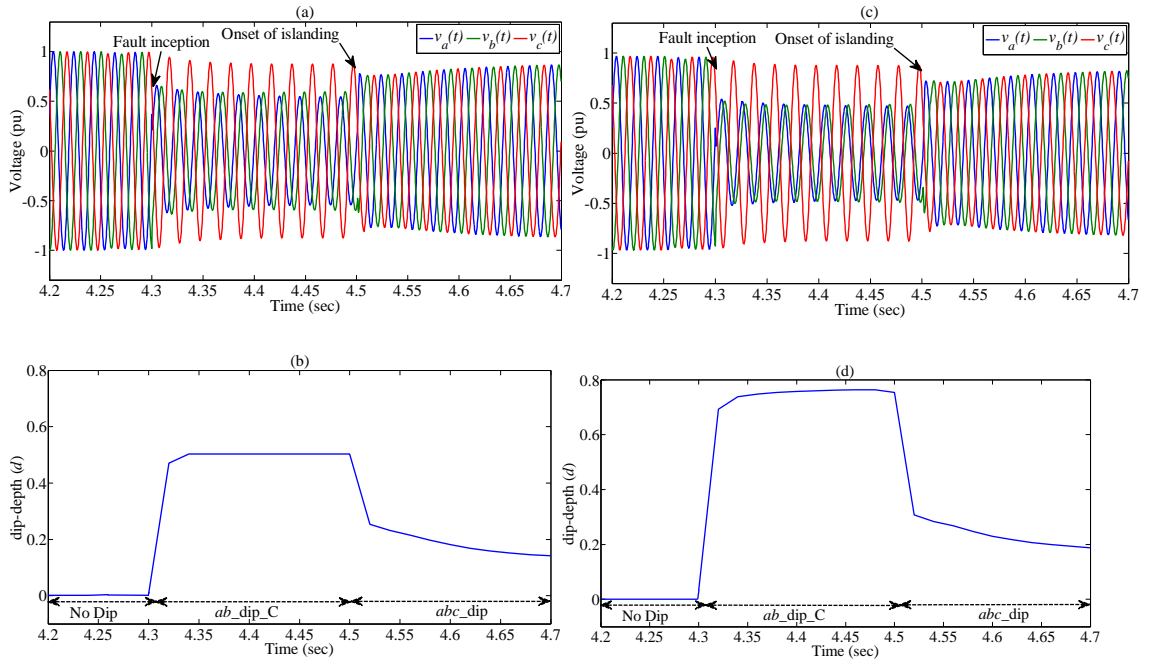 (a)
v_a(t) v_b(t) v_c(t)
Fault inception
Onset of islanding
Voltage (pu)
1
0.5
0
-0.5
-1
4.2 4.25 4.3 4.35 4.4 4.45 4.5 4.55 4.6 4.65 4.7
Time (sec)
(c)
v_a(t) v_b(t) v_c(t)
Fault inception
Onset of islanding
Voltage (pu)
1
0.5
0
-0.5
-1
4.2 4.25 4.3 4.35 4.4 4.45 4.5 4.55 4.6 4.65 4.7
Time (sec)
(b)
dip-depth (d)
0.8
0.6
0.4
0.2
0
No Dip
ab_dip_C
abc_dip
4.2 4.25 4.3 4.35 4.4 4.45 4.5 4.55 4.6 4.65 4.7
Time (sec)
(d)
dip-depth (d)
0.8
0.6
0.4
0.2
0
No Dip
ab_dip_C
abc_dip
4.2 4.25 4.3 4.35 4.4 4.45 4.5 4.55 4.6 4.65 4.7
Time (sec)